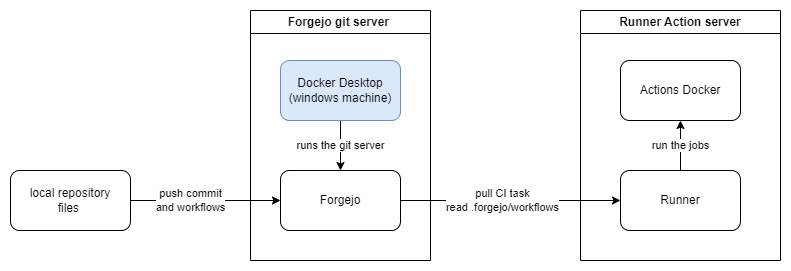 Forgejo git server
Runner Action server
Docker Desktop
(windows machine)
Actions Docker
runs the git server
run the jobs
local repository
files
push commit
and workflows
Forgejo
pull CI task
read .forgejo/workflows
Runner